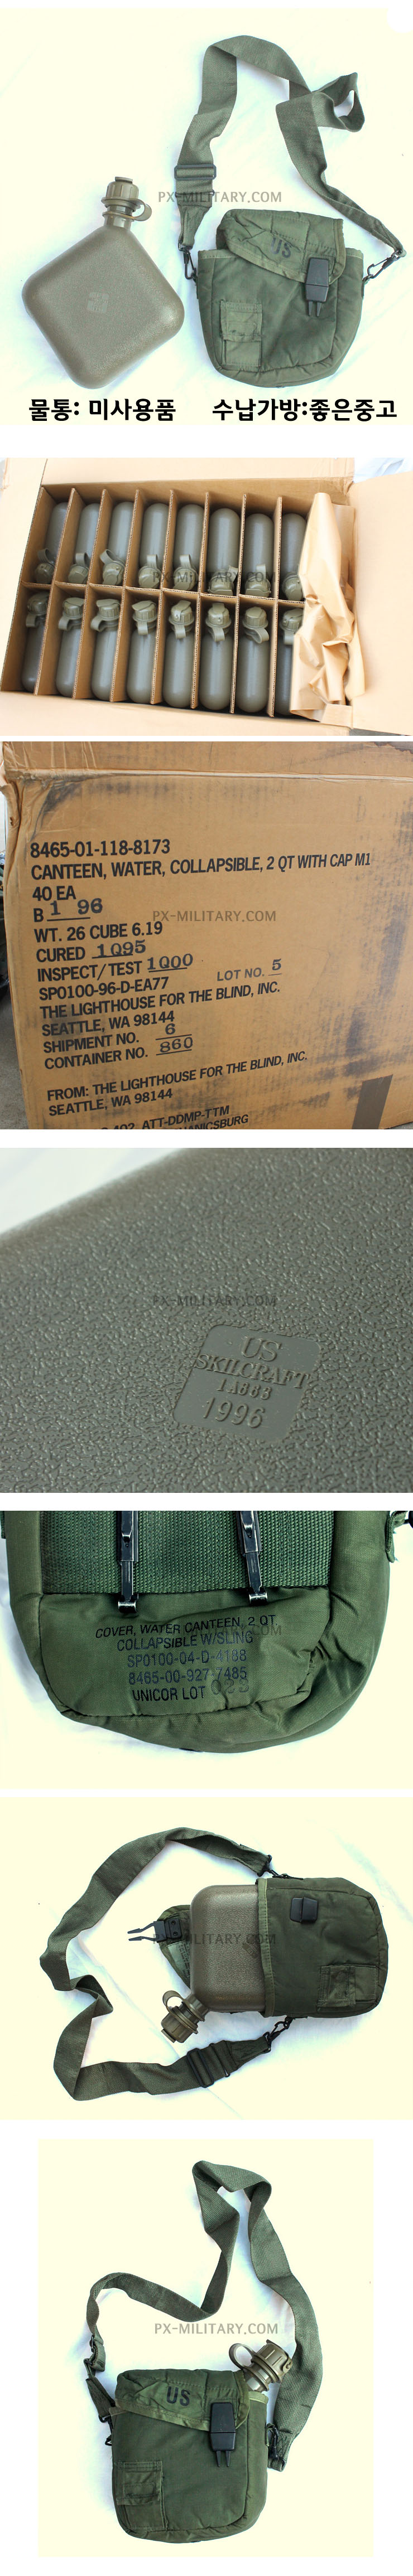 PX-MILITARY.COM
US
물통: 미사용품 수납가방:좋은중고
PX-MILITARY.COM
8465-01-118-8173
CANTEEN, WATER, COLLAPSIBLE, 2 QT WITH CAP M1
40 EA
B 1 96
PX-MILITARY.COM
WT. 26 CUBE 6.19
CURED 1095
INSPECT/TEST 1000 LOT NO. 5
SP0100-96-D-EA77
THE LIGHTHOUSE FOR THE BLIND, INC.
SEATTLE, WA 98144
SHIPMENT NO. 6
CONTAINER NO. 860
FROM: THE LIGHTHOUSE FOR THE BLIND, INC.
SEATTLE, WA 98144
402, ATT-DDMP-TTM
PX-MILITARY.COM
US
SKILCRAFT
1996
COVER, WATER CANTEEN, 2 QT
COLLAPSIBLE W/SLING
SP0100-04-D-4188
8465-00-927-7485
UNICOR LOT
PX-MILITARY.COM
PX-MILITARY.COM
US